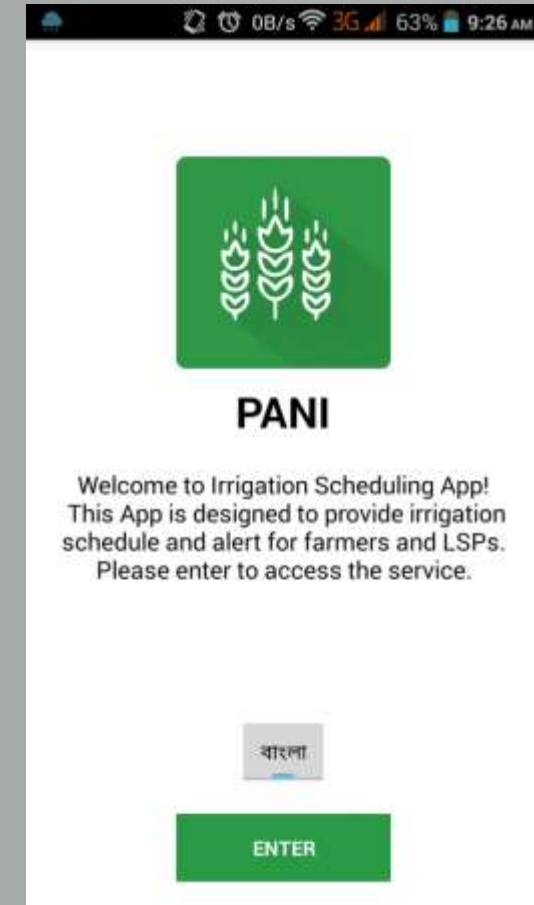 0B/s 3G 63% 9:26 AM
PANI
Welcome to Irrigation Scheduling App!
This App is designed to provide irrigation
schedule and alert for farmers and LSPs.
Please enter to access the service.
বাংলা
ENTER